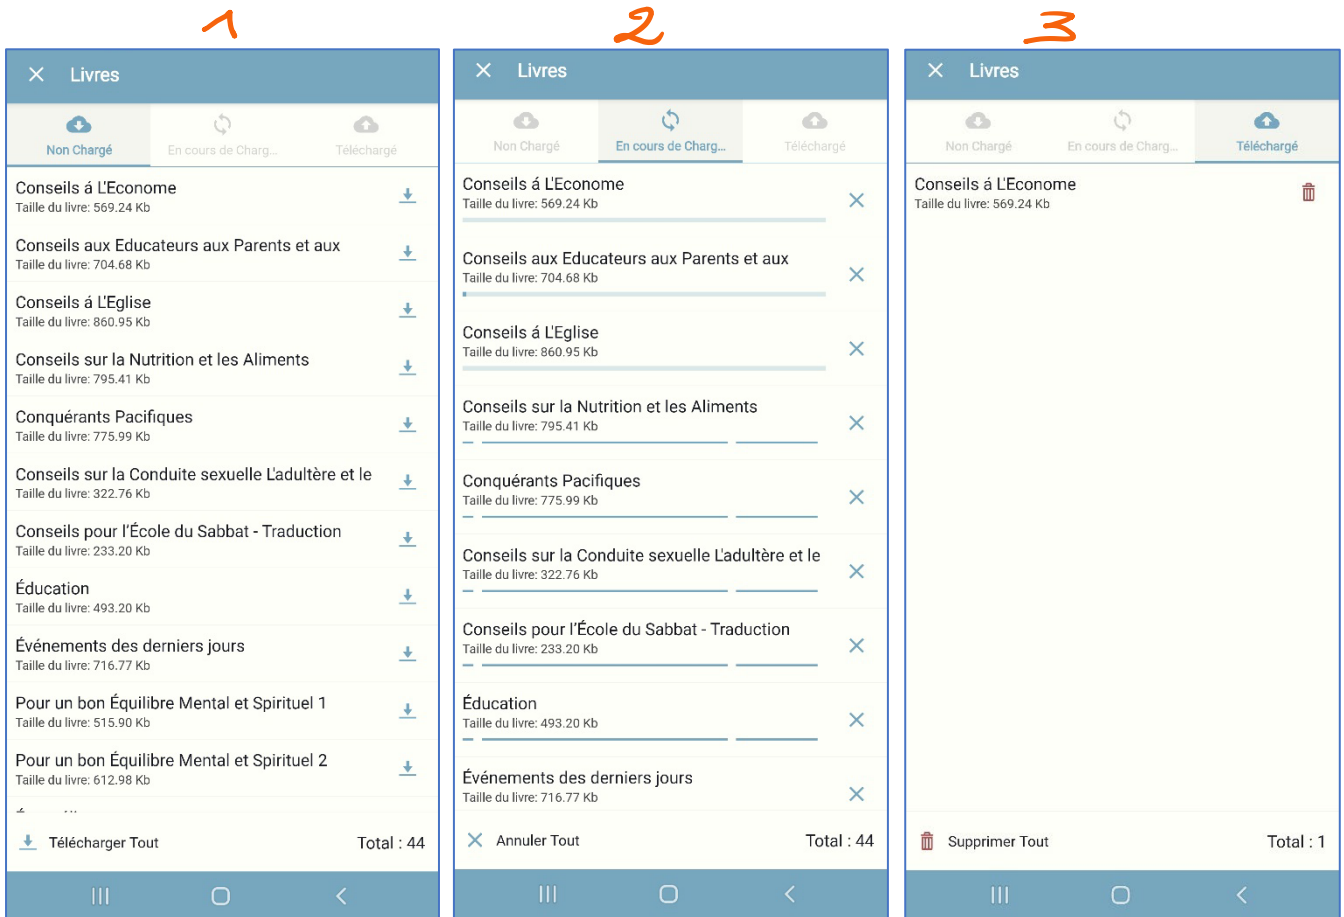 1
Livres
Non Chargé
En cours de Charg...
Téléchargé
Conseils á L'Econome
Taille du livre: 569.24 Kb
Conseils aux Educateurs aux Parents et aux
Taille du livre: 704.68 Kb
Conseils á L'Eglise
Taille du livre: 860.95 Kb
Conseils sur la Nutrition et les Aliments
Taille du livre: 795.41 Kb
Conquérants Pacifiques
Taille du livre: 775.99 Kb
Conseils sur la Conduite sexuelle L'adultère et le
Taille du livre: 322.76 Kb
Conseils pour l'École du Sabbat - Traduction
Taille du livre: 233.20 Kb
Éducation
Taille du livre: 493.20 Kb
Événements des derniers jours
Taille du livre: 716.77 Kb
Pour un bon Équilibre Mental et Spirituel 1
Taille du livre: 515.90 Kb
Pour un bon Équilibre Mental et Spirituel 2
Taille du livre: 612.98 Kb
Télécharger Tout
Total : 44
2
Livres
Non Chargé
En cours de Charg...
Téléchargé
Conseils á L'Econome
Taille du livre: 569.24 Kb
Conseils aux Educateurs aux Parents et aux
Taille du livre: 704.68 Kb
Conseils á L'Eglise
Taille du livre: 860.95 Kb
Conseils sur la Nutrition et les Aliments
Taille du livre: 795.41 Kb
Conquérants Pacifiques
Taille du livre: 775.99 Kb
Conseils sur la Conduite sexuelle L'adultère et le
Taille du livre: 322.76 Kb
Conseils pour l'École du Sabbat - Traduction
Taille du livre: 233.20 Kb
Éducation
Taille du livre: 493.20 Kb
Événements des derniers jours
Taille du livre: 716.77 Kb
Annuler Tout
Total : 44
3
Livres
Non Chargé
En cours de Charg...
Téléchargé
Conseils á L'Econome
Taille du livre: 569.24 Kb
Supprimer Tout
Total : 1